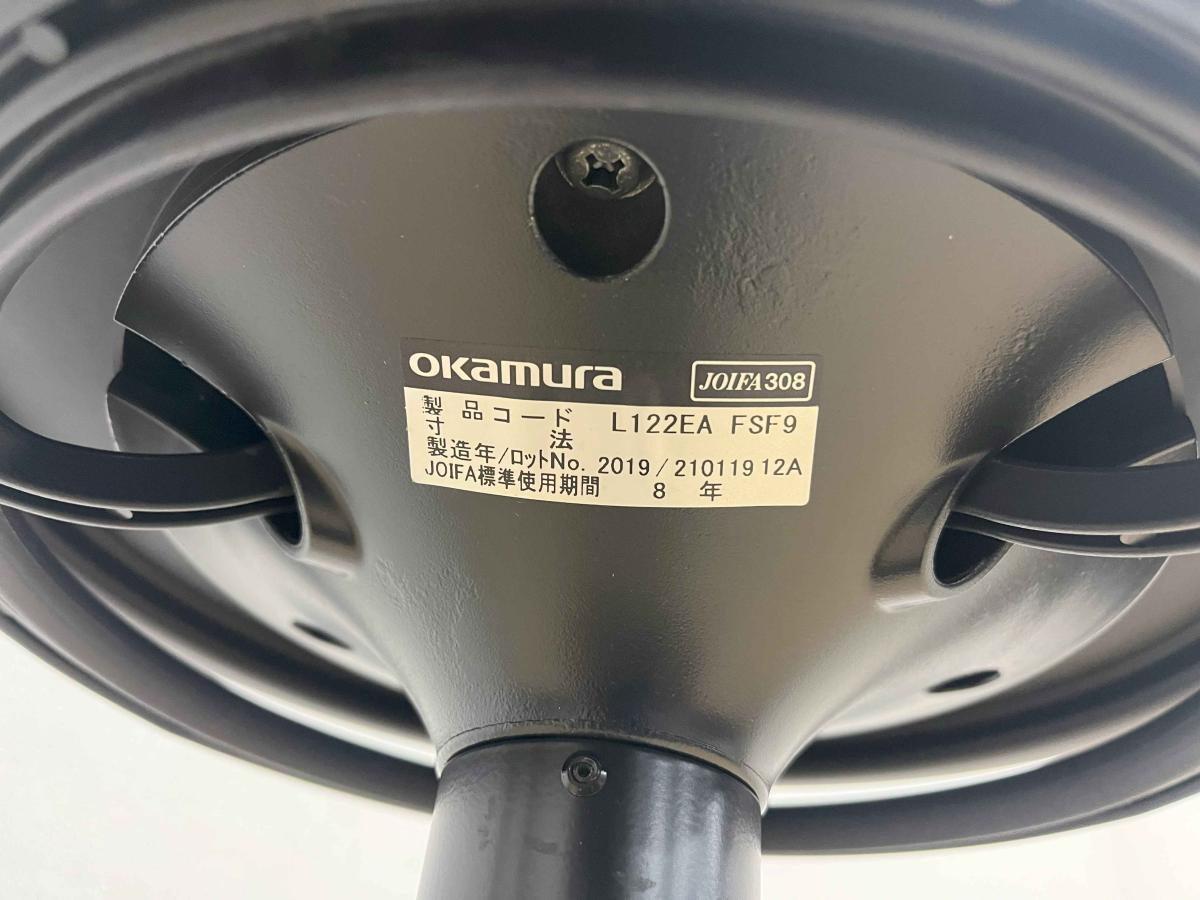 okamura
JOIFA308
製品コード L122EA FSF9
寸法
製造年/ロットNo. 2019/21011912A
JOIFA標準使用期間 8 年